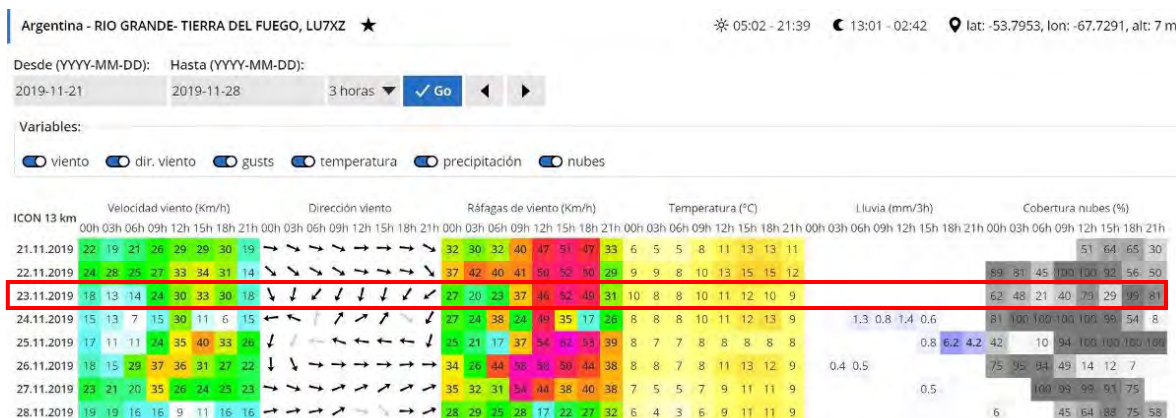 Argentina - RIO GRANDE- TIERRA DEL FUEGO, LU7XZ ★ 05:02 - 21:39 13:01 - 02:42 lat: -53.7953, lon: -67.7291, alt: 7 m
Desde (YYYY-MM-DD): Hasta (YYYY-MM-DD):
2019-11-21 2019-11-28 3 horas Go
Variables:
viento dir. viento gusts temperatura precipitación nubes
Velocidad viento (Km/h) Dirección viento Ráfagas de viento (Km/h) Temperatura (°C) Lluvia (mm/3h) Cobertura nubes (%)
ICON 13 km
00h 03h 06h 09h 12h 15h 18h 21h 00h 03h 06h 09h 12h 15h 18h 21h 00h 03h 06h 09h 12h 15h 18h 21h 00h 03h 06h 09h 12h 15h 18h 21h 00h 03h 06h 09h 12h 15h 18h 21h 00h 03h 06h 09h 12h 15h 18h 21h
21.11.2019 22 19 21 26 29 29 30 19 32 30 32 40 47 51 47 33 6 5 5 8 11 13 13 11 51 64 65 30
22.11.2019 24 28 25 27 33 34 31 14 37 42 40 41 50 52 50 29 9 9 8 10 13 15 15 12 89 81 45 100 100 92 56 50
23.11.2019 18 13 14 24 30 33 30 18 27 20 23 37 46 52 49 31 10 8 8 10 11 12 10 9 62 48 21 40 79 29 99 81
24.11.2019 15 13 7 15 30 11 6 15 27 24 38 24 49 35 17 26 8 8 8 10 11 12 13 9 1.3 0.8 1.4 0.6 81 100 100 100 100 99 54 8
25.11.2019 17 11 11 24 35 40 33 26 25 21 17 37 54 62 53 39 8 7 7 8 8 8 8 8 0.8 6.2 4.2 42 10 94 100 100 100 100
26.11.2019 18 15 29 37 36 31 27 22 34 26 44 58 58 50 44 38 8 8 7 8 11 13 12 9 0.4 0.5 75 95 94 49 14 12 7
27.11.2019 23 21 20 35 26 24 25 23 35 32 31 54 44 38 40 38 7 5 5 7 9 11 11 9 0.5 100 99 99 93 75
28.11.2019 19 19 16 16 9 11 16 16 28 29 25 28 17 22 27 32 6 4 3 6 9 11 11 9 6 45 64 88 75 58